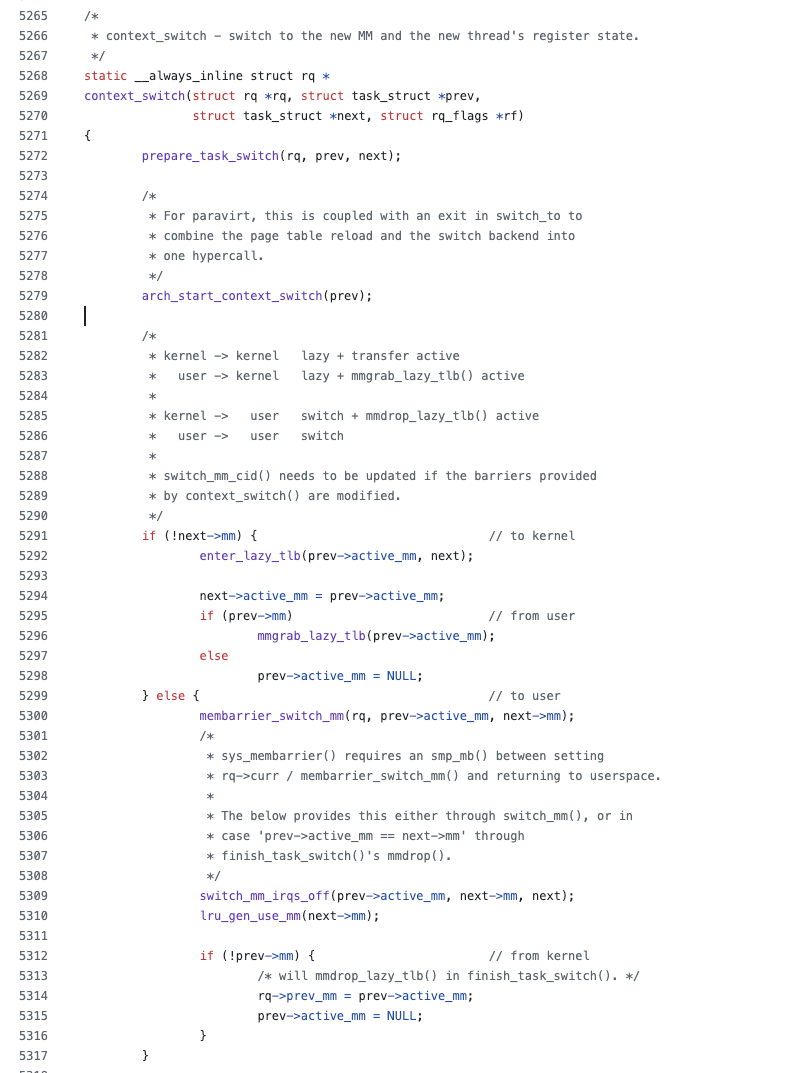 5265 /*
5266  * context_switch - switch to the new MM and the new thread's register state.
5267  */
5268 static __always_inline struct rq *
5269 context_switch(struct rq *rq, struct task_struct *prev,
5270                struct task_struct *next, struct rq_flags *rf)
5271 {
5272         prepare_task_switch(rq, prev, next);
5273
5274         /*
5275          * For paravirt, this is coupled with an exit in switch_to to
5276          * combine the page table reload and the switch backend into
5277          * one hypercall.
5278          */
5279         arch_start_context_switch(prev);
5280
5281         /*
5282          * kernel -> kernel   lazy + transfer active
5283          *   user -> kernel   lazy + mmgrab_lazy_tlb() active
5284          *
5285          * kernel ->   user   switch + mmdrop_lazy_tlb() active
5286          *   user ->   user   switch
5287          *
5288          * switch_mm_cid() needs to be updated if the barriers provided
5289          * by context_switch() are modified.
5290          */
5291         if (!next->mm) {                                // to kernel
5292                 enter_lazy_tlb(prev->active_mm, next);
5293
5294                 next->active_mm = prev->active_mm;
5295                 if (prev->mm)                           // from user
5296                         mmgrab_lazy_tlb(prev->active_mm);
5297                 else
5298                         prev->active_mm = NULL;
5299         } else {                                        // to user
5300                 membarrier_switch_mm(rq, prev->active_mm, next->mm);
5301                 /*
5302                  * sys_membarrier() requires an smp_mb() between setting
5303                  * rq->curr / membarrier_switch_mm() and returning to userspace.
5304                  *
5305                  * The below provides this either through switch_mm(), or in
5306                  * case 'prev->active_mm == next->mm' through
5307                  * finish_task_switch()'s mmdrop().
5308                  */
5309                 switch_mm_irqs_off(prev->active_mm, next->mm, next);
5310                 lru_gen_use_mm(next->mm);
5311
5312                 if (!prev->mm) {                        // from kernel
5313                         /* will mmdrop_lazy_tlb() in finish_task_switch(). */
5314                         rq->prev_mm = prev->active_mm;
5315                         prev->active_mm = NULL;
5316                 }
5317         }